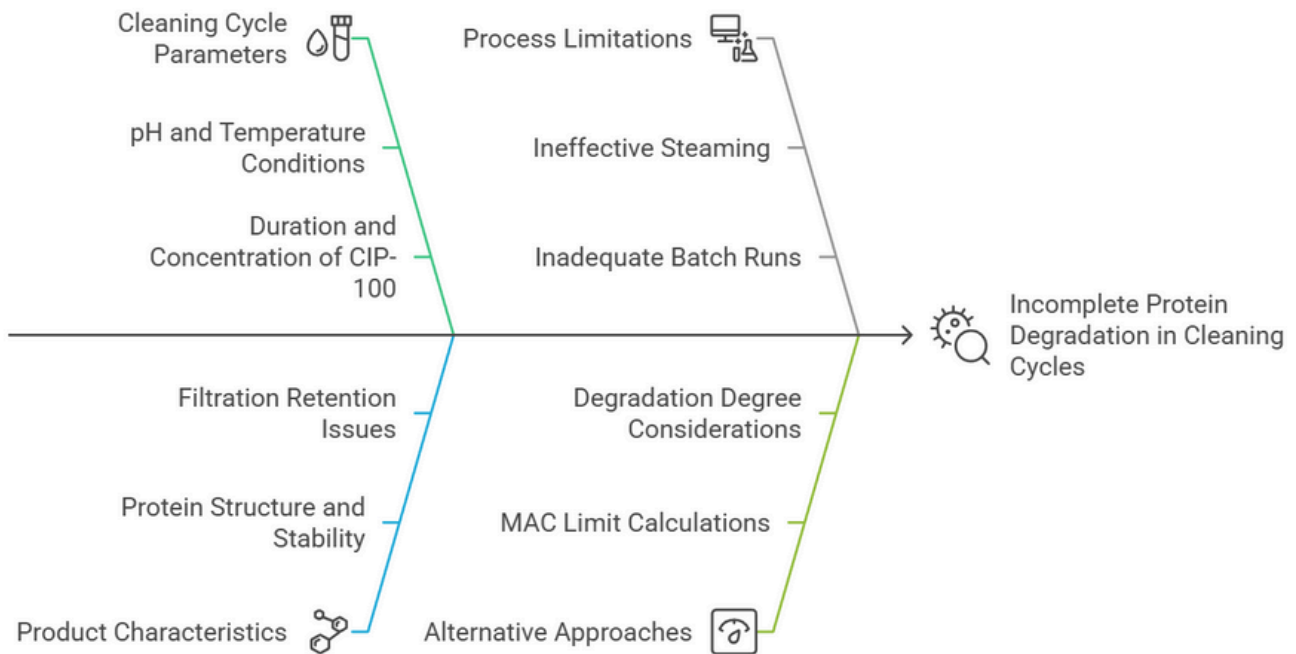 Cleaning Cycle
Parameters
pH and Temperature
Conditions
Duration and
Concentration of CIP-
100
Process Limitations
Ineffective Steaming
Inadequate Batch Runs
Incomplete Protein
Degradation in Cleaning
Cycles
Filtration Retention
Issues
Protein Structure and
Stability
Product Characteristics
Degradation Degree
Considerations
MAC Limit Calculations
Alternative Approaches